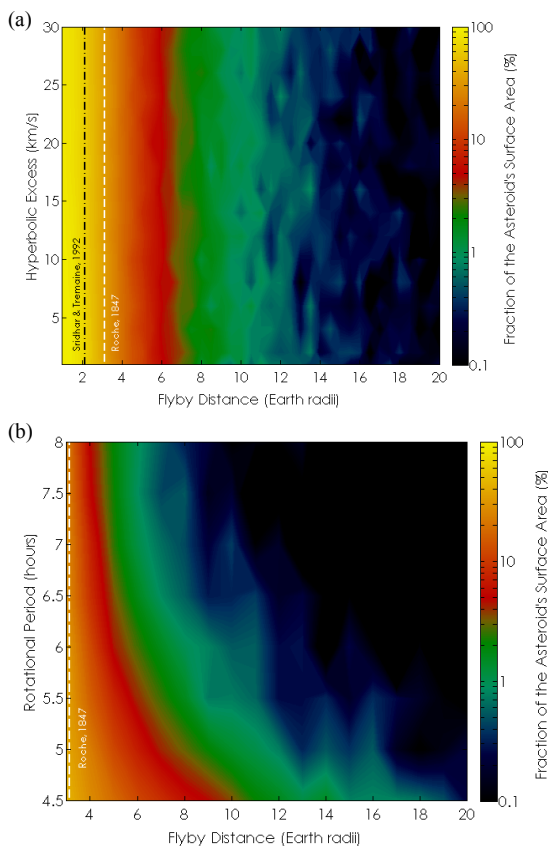 (a)
30
25
20
15
10
5
Hyperbolic Excess (km/s)
Sridhar & Tremaine, 1992
Roche, 1847
2 4 6 8 10 12 14 16 18 20
Flyby Distance (Earth radii)
100
10
1
0.1
Fraction of the Asteroid's Surface Area (%)
(b)
8
7.5
7
6.5
6
5.5
5
4.5
Rotational Period (hours)
Roche, 1847
4 6 8 10 12 14 16 18 20
Flyby Distance (Earth radii)
100
10
1
0.1
Fraction of the Asteroid's Surface Area (%)